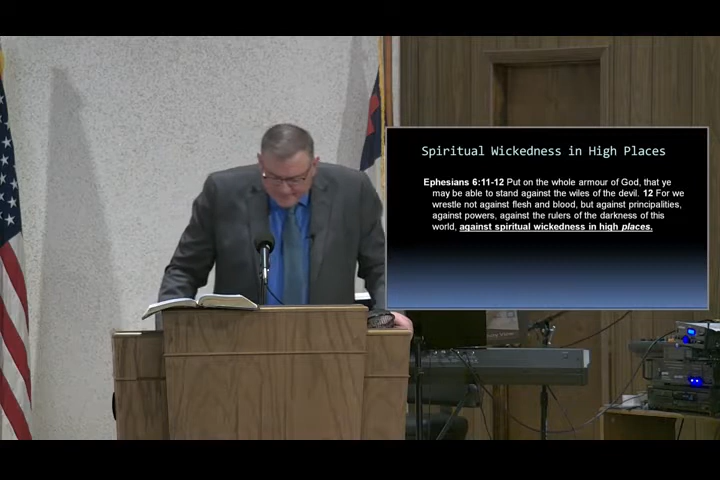 Spiritual Wickedness in High Places
Ephesians 6:11-12 Put on the whole armour of God, that ye
may be able to stand against the wiles of the devil. 12 For we
wrestle not against flesh and blood, but against principalities,
against powers, against the rulers of the darkness of this
world, against spiritual wickedness in high places.